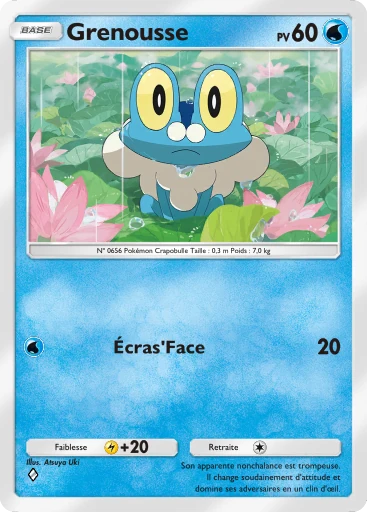 BASE Grenousse PV 60
N° 0656 Pokémon Crapobulle Taille : 0,3 m Poids : 7,0 kg
Écras'Face 20
Faiblesse +20 Retraite
Illus. Atsuya Uki
Son apparente nonchalance est trompeuse.
Il change soudainement d'attitude et
domine ses adversaires en un clin d'œil.